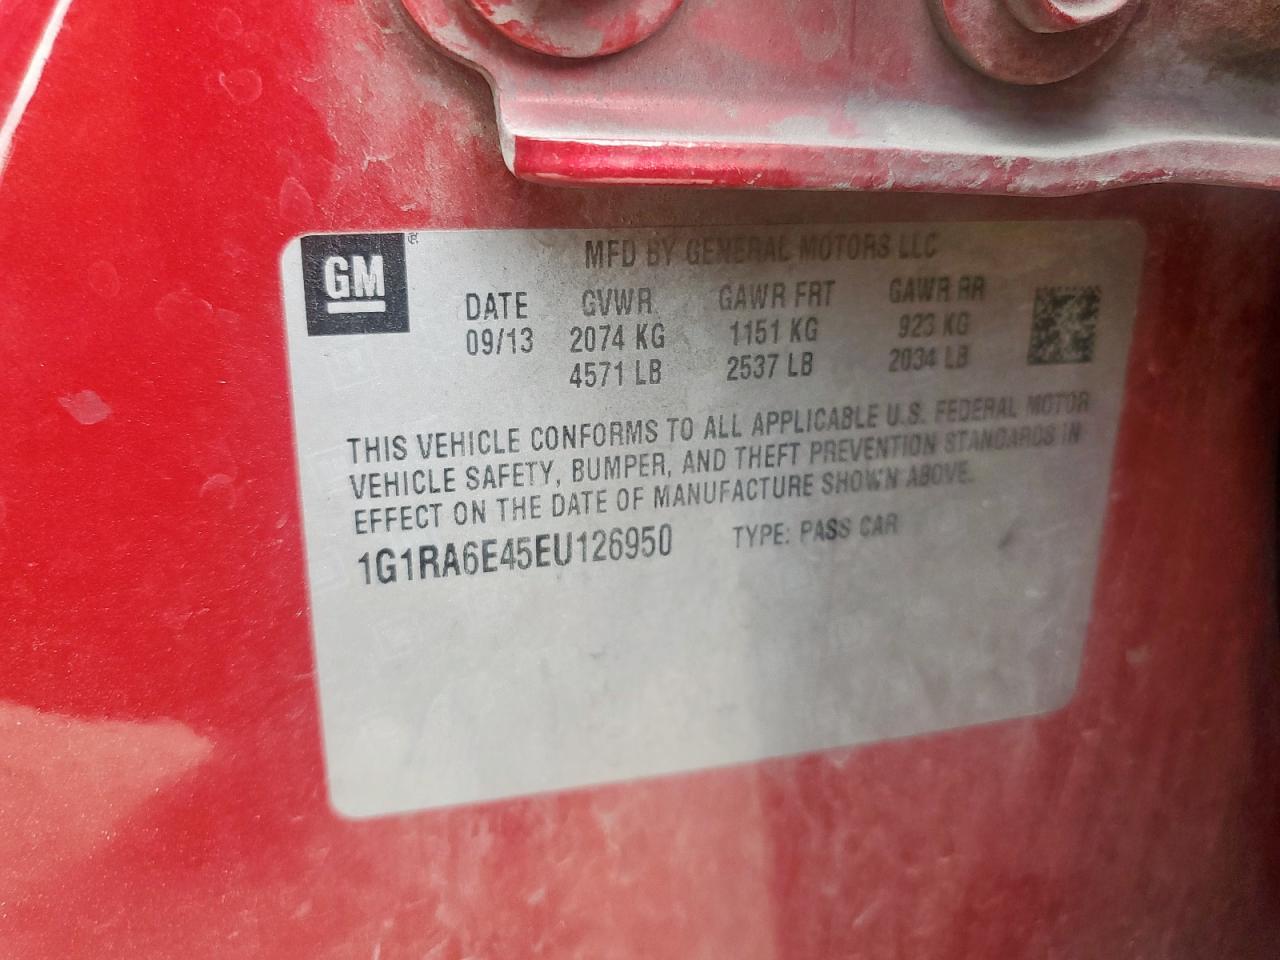 GM
MFD BY GENERAL MOTORS LLC
DATE GVWR GAWR FRT GAWR RR
09/13 2074 KG 1151 KG 923 KG
4571 LB 2537 LB 2034 LB
THIS VEHICLE CONFORMS TO ALL APPLICABLE U.S. FEDERAL MOTOR
VEHICLE SAFETY, BUMPER, AND THEFT PREVENTION STANDARDS IN
EFFECT ON THE DATE OF MANUFACTURE SHOWN ABOVE.
1G1RA6E45EU126950 TYPE: PASS CAR